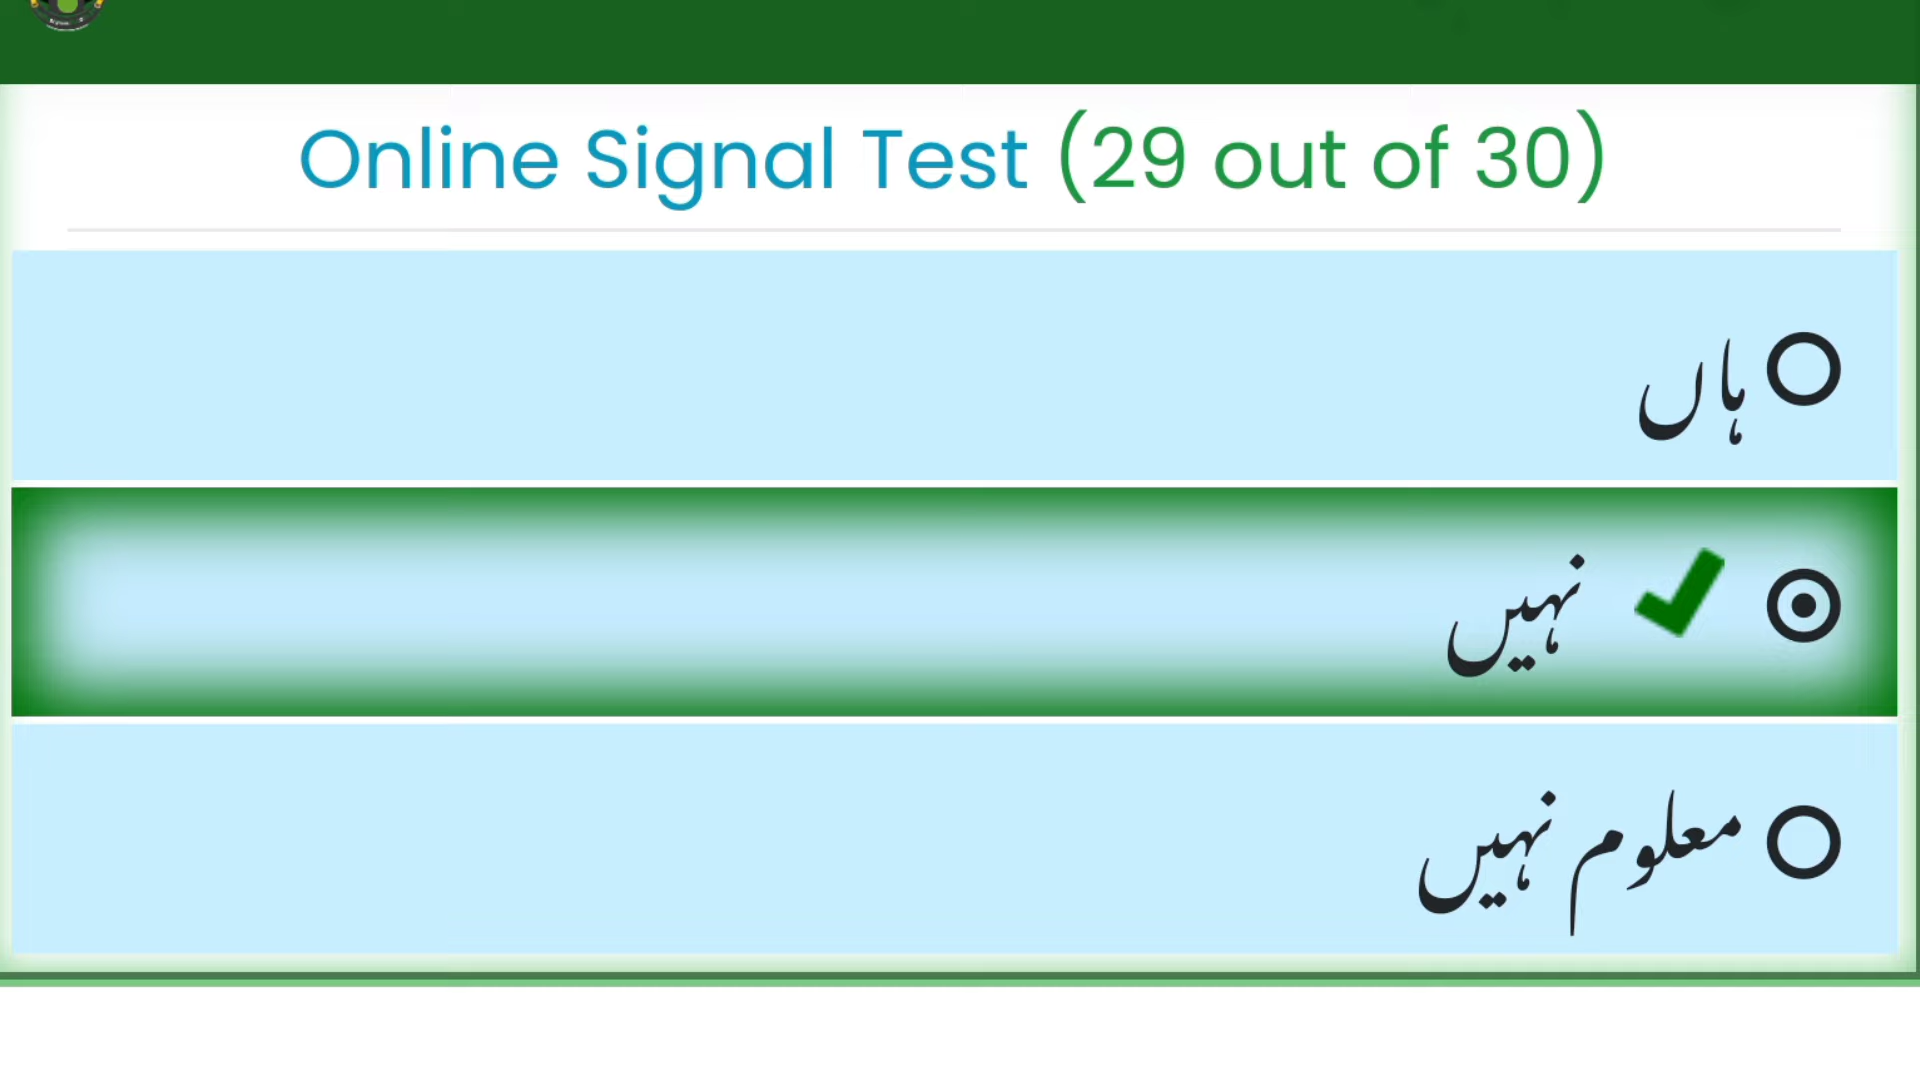 Online Signal Test (29 out of 30)
ہاں
نہیں
معلوم نہیں